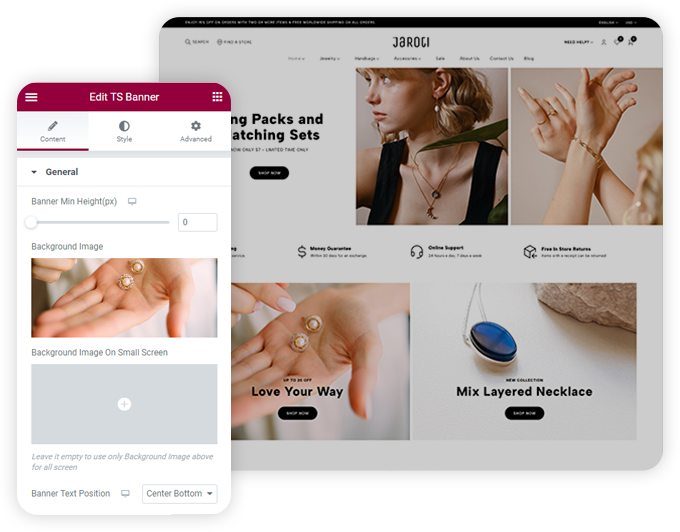 ENJOY 15% OFF ON ORDERS WITH TWO OR MORE ITEMS & FREE WORLDWIDE SHIPPING ON ALL ORDERS
ENGLISH
USD
SEARCH
FIND A STORE
JAROTI
NEED HELP?
0
0
Home
Jewelry
Handbags
Accessories
Sale
About Us
Contact Us
Blog
ing Packs and
atching Sets
NOW ONLY $7 - LIMITED TIME ONLY
SHOP NOW
ng
service.
Money Guarantee
Within 30 days for an exchange.
Online Support
24 hours a day, 7 days a week
Free In Store Returns
Items with a receipt can be returned
UP TO 20 OFF
Love Your Way
SHOP NOW
NEW COLLECTION
Mix Layered Necklace
SHOP NOW
Edit TS Banner
Content
Style
Advanced
General
Banner Min Height(px)
0
Background Image
Background Image On Small Screen
Leave it empty to use only Background Image above
for all screen
Banner Text Position
Center Bottom